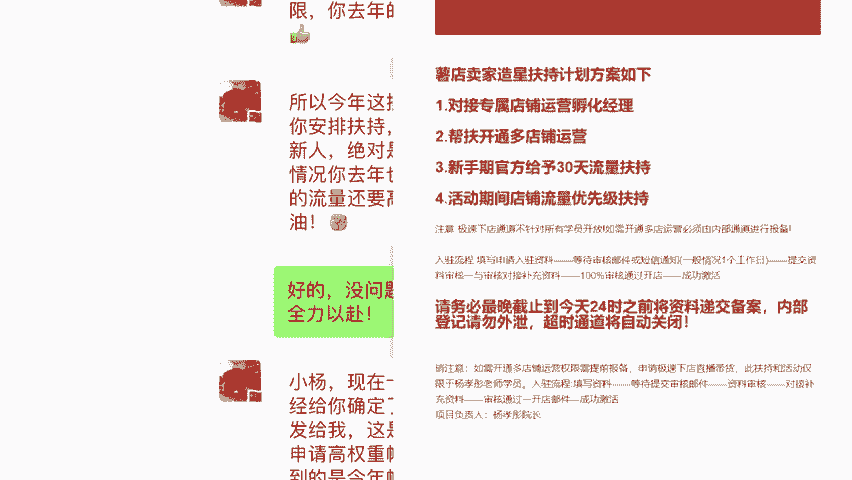 限，你去年的
所以今年这
你安排扶持，
新人，绝对是
情况你去年也
的流量还要高
油！
好的，没问题
全力以赴！
小杨，现在一
经给你确定了
发给我，这是
申请高权重帐
到的是今年
薯店卖家造星扶持计划方案如下
1.对接专属店铺运营孵化经理
2.帮扶开通多店铺运营
3.新手期官方给予30天流量扶持
4.活动期间店铺流量优先级扶持
注意 极速下店通道不针对所有学员开放!如需开通多店运营必须由内部通道进行报备!
入驻流程 填写申请入驻资料——等待审核邮件或短信通知(一般情况1个工作日)——提交资
料审核—与审核对接补充资料——100%审核通过开店——成功激活
请务必最晚截止到今天24时之前将资料递交备案，内部
登记请勿外泄，超时通道将自动关闭！
请注意：如需开通多店铺运营权限需提前报备，申请极速下店直播带货，此扶持和活动仅
限于杨孝彤老师学员。入驻流程:填写资料——等待提交审核邮件——资料审核——对接补
充资料——审核通过—开店邮件—成功激活
项目负责人：杨孝彤院长